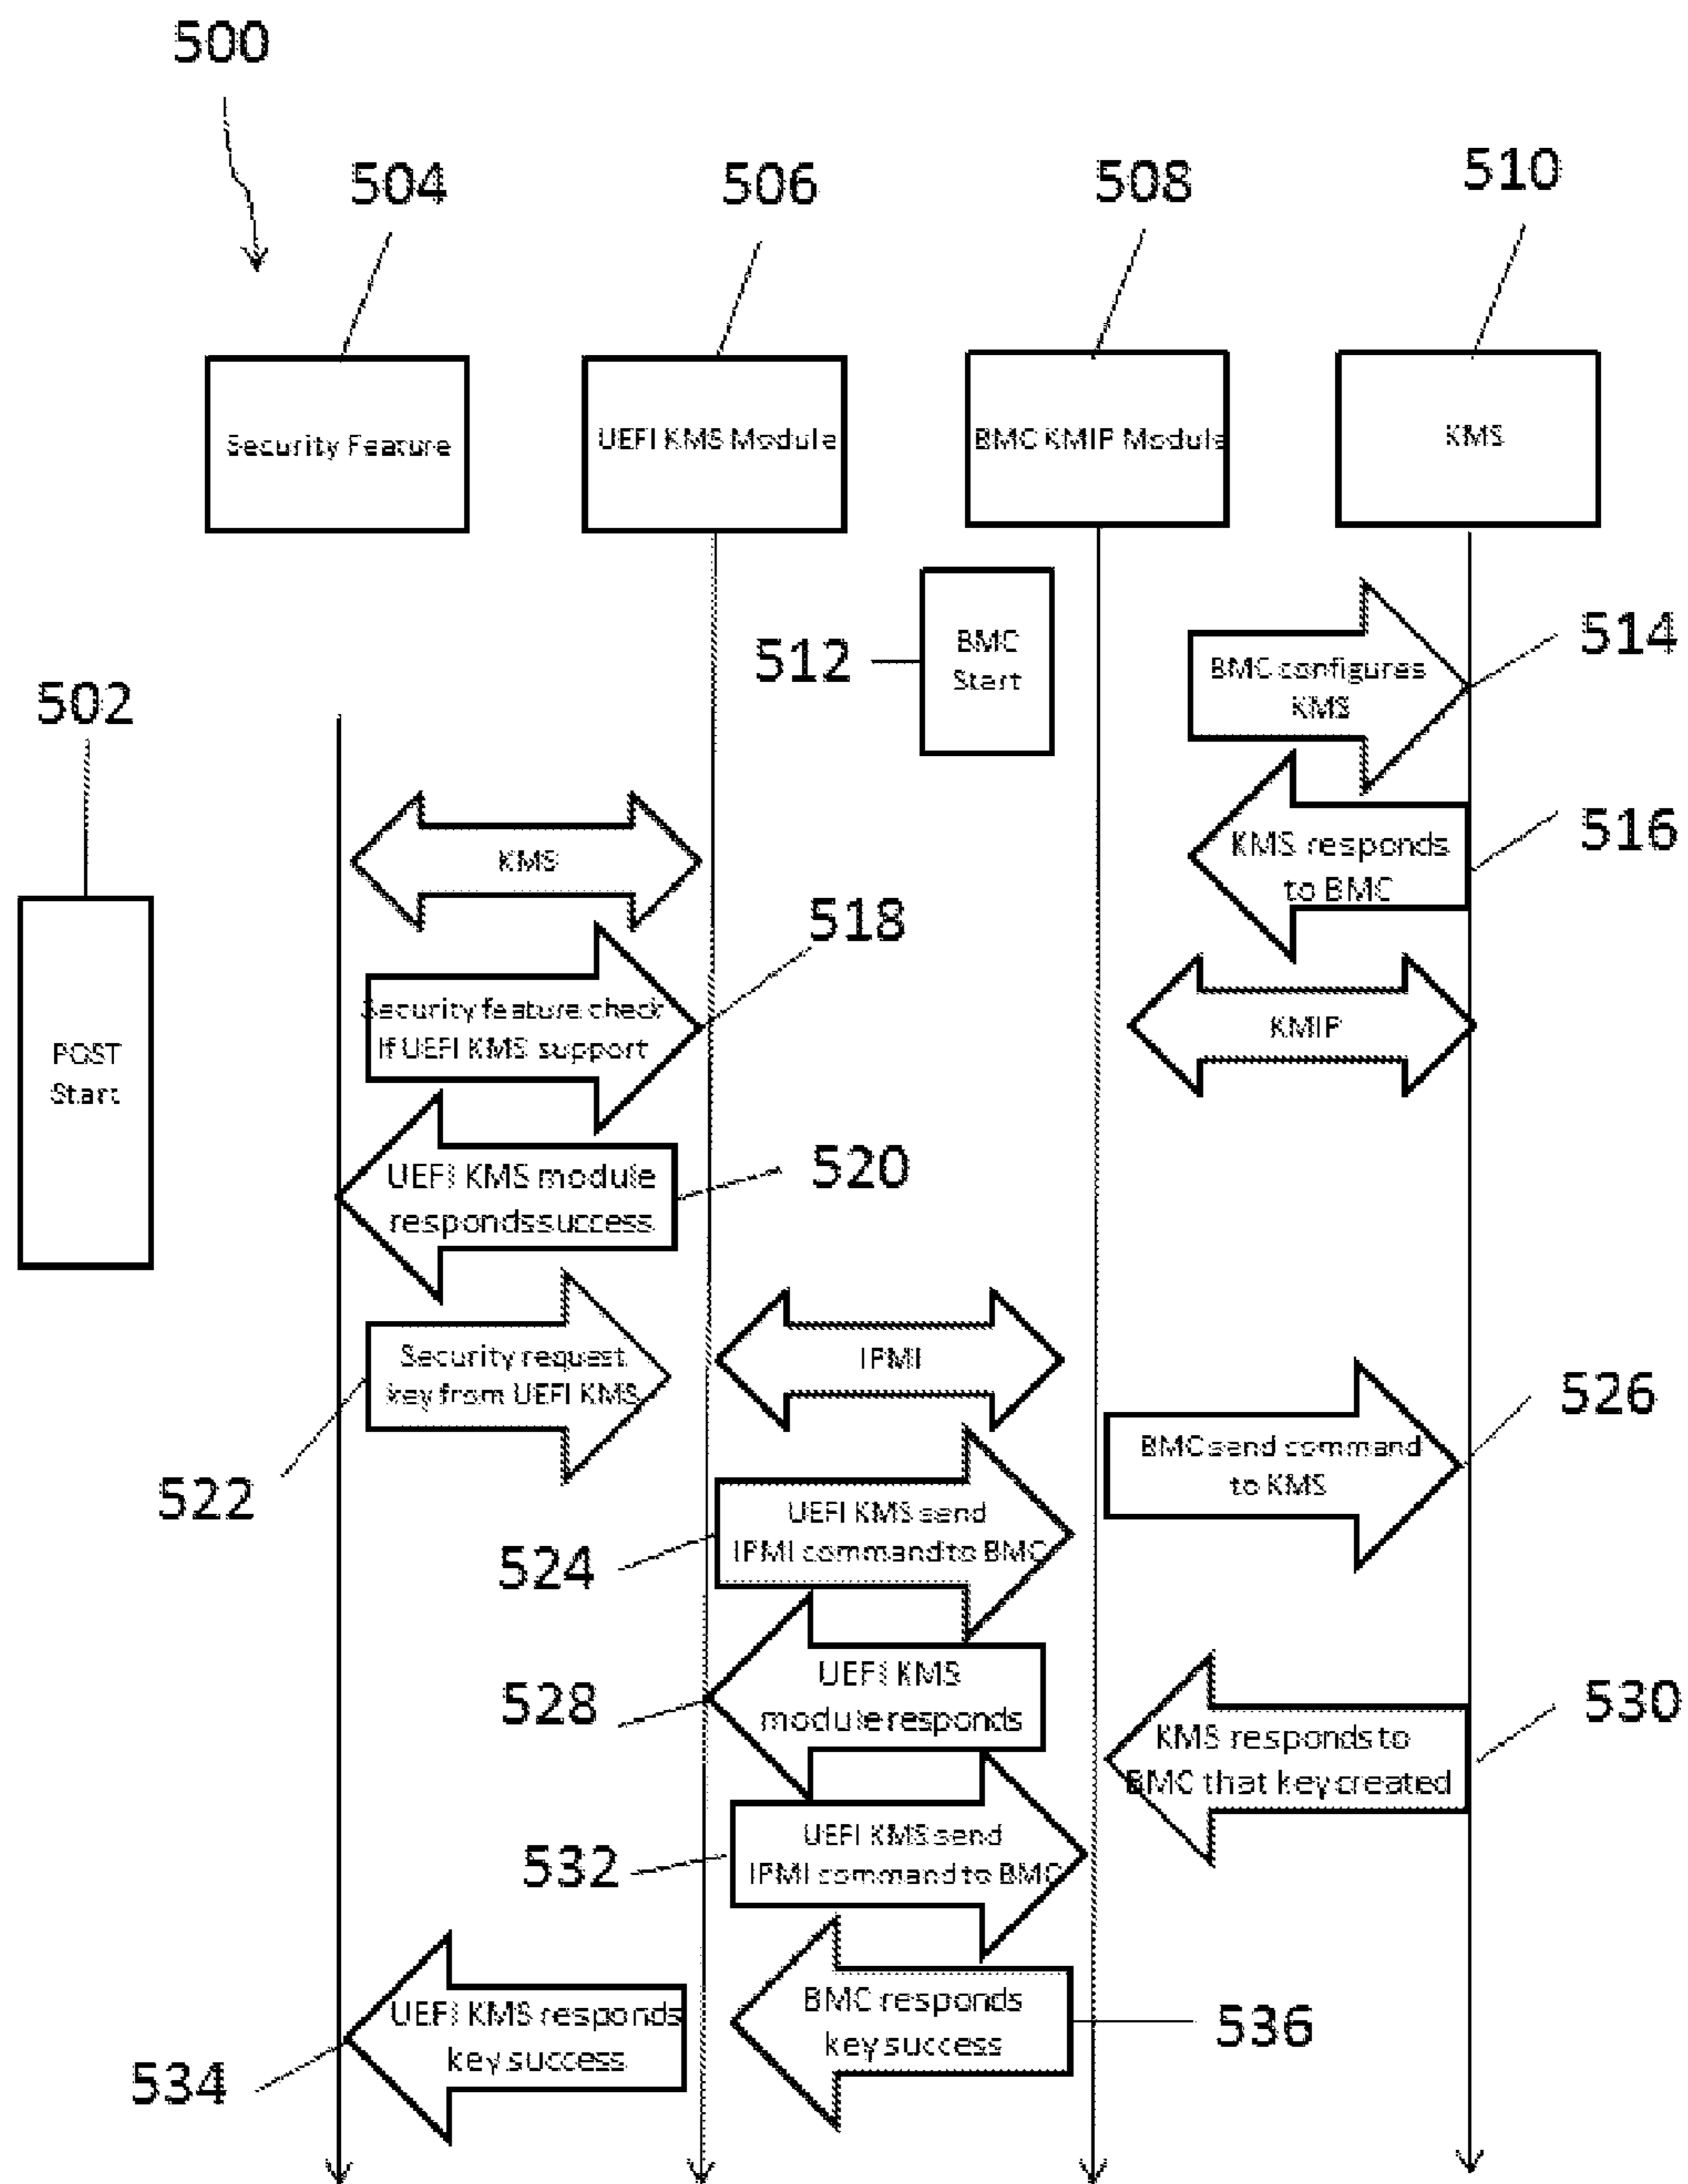 500
504
506
508
510
Security Feature
UEFI KMS Module
BMC KMIP Module
KMS
512
BMC
Start
BMC configures
KMS
514
502
KMS
KMS responds
to BMC
516
518
Security feature check
If UEFI KMS support
KMIP
POST
Start
UEFI KMS module
responds success
520
Security request
key from UEFI KMS
522
IPMI
BMC send command
to KMS
526
UEFI KMS send
IPMI command to BMC
524
UEFI KMS
module responds
528
KMS responds to
BMC that key created
530
UEFI KMS send
IPMI command to BMC
532
UEFI KMS responds
key success
534
BMC responds
key success
536